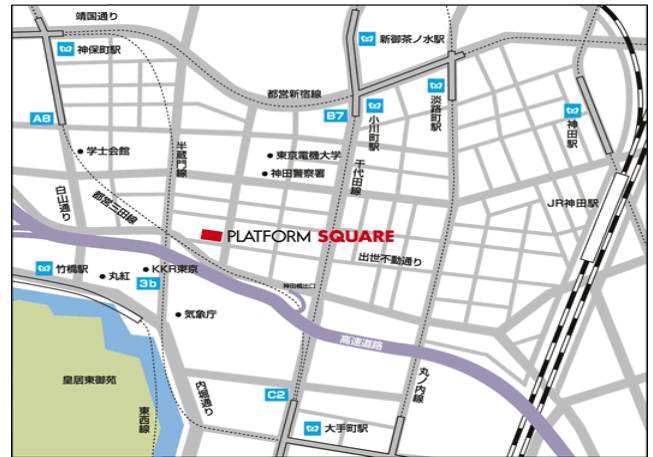 靖国通り
神保町駅
新御茶ノ水駅
都営新宿線
A8
B7
小川町駅
淡路町駅
神田駅
学士会館
半蔵門線
東京電機大学
神田警察署
千代田線
白山通り
都営三田線
JR神田駅
PLATFORM SQUARE
出世不動通り
竹橋駅
丸紅
KKR東京
3b
神田橋出口
気象庁
高速道路
皇居東御苑
内堀通り
丸ノ内線
C2
東西線
大手町駅